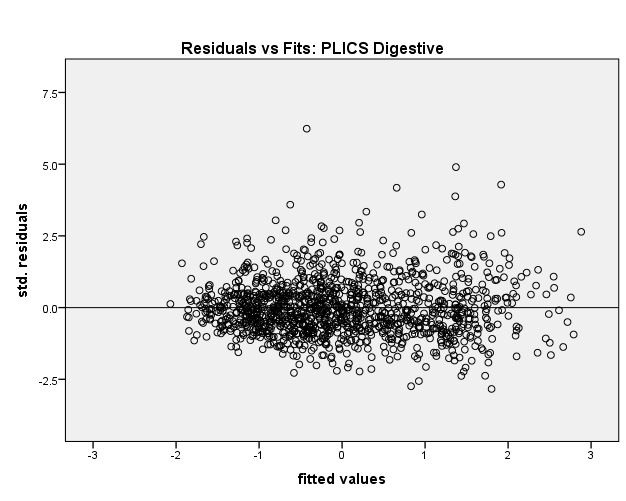 Residuals vs Fits: PLICS Digestive
7.5
5.0
2.5
0.0
-2.5
std. residuals
-3 -2 -1 0 1 2 3
fitted values